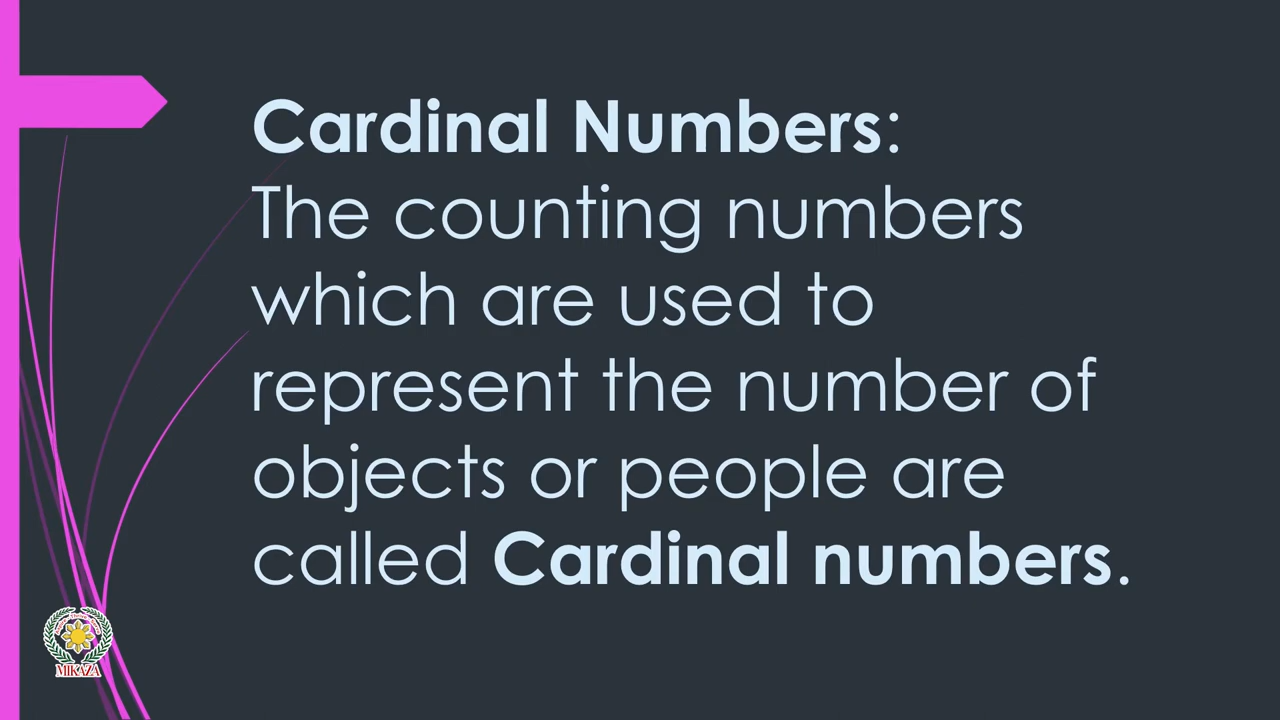 Cardinal Numbers:
The counting numbers
which are used to
represent the number of
objects or people are
called Cardinal numbers.
MIKAZA